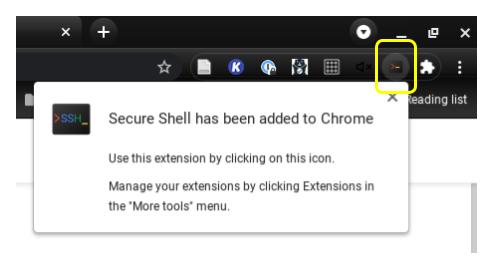 Reading list
>SSH_
Secure Shell has been added to Chrome
Use this extension by clicking on this icon.
Manage your extensions by clicking Extensions in
the "More tools" menu.